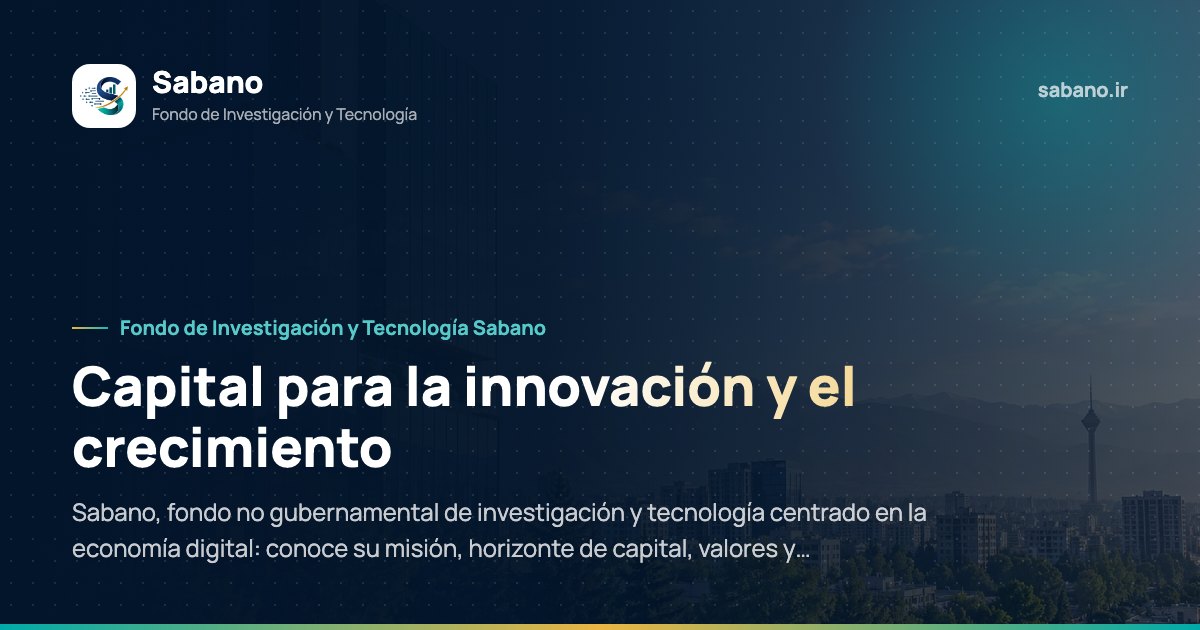 Sabano
Fondo de Investigación y Tecnología
sabano.ir
Fondo de Investigación y Tecnología Sabano
Capital para la innovación y el
crecimiento
Sabano, fondo no gubernamental de investigación y tecnología centrado en la
economía digital: conoce su misión, horizonte de capital, valores y…